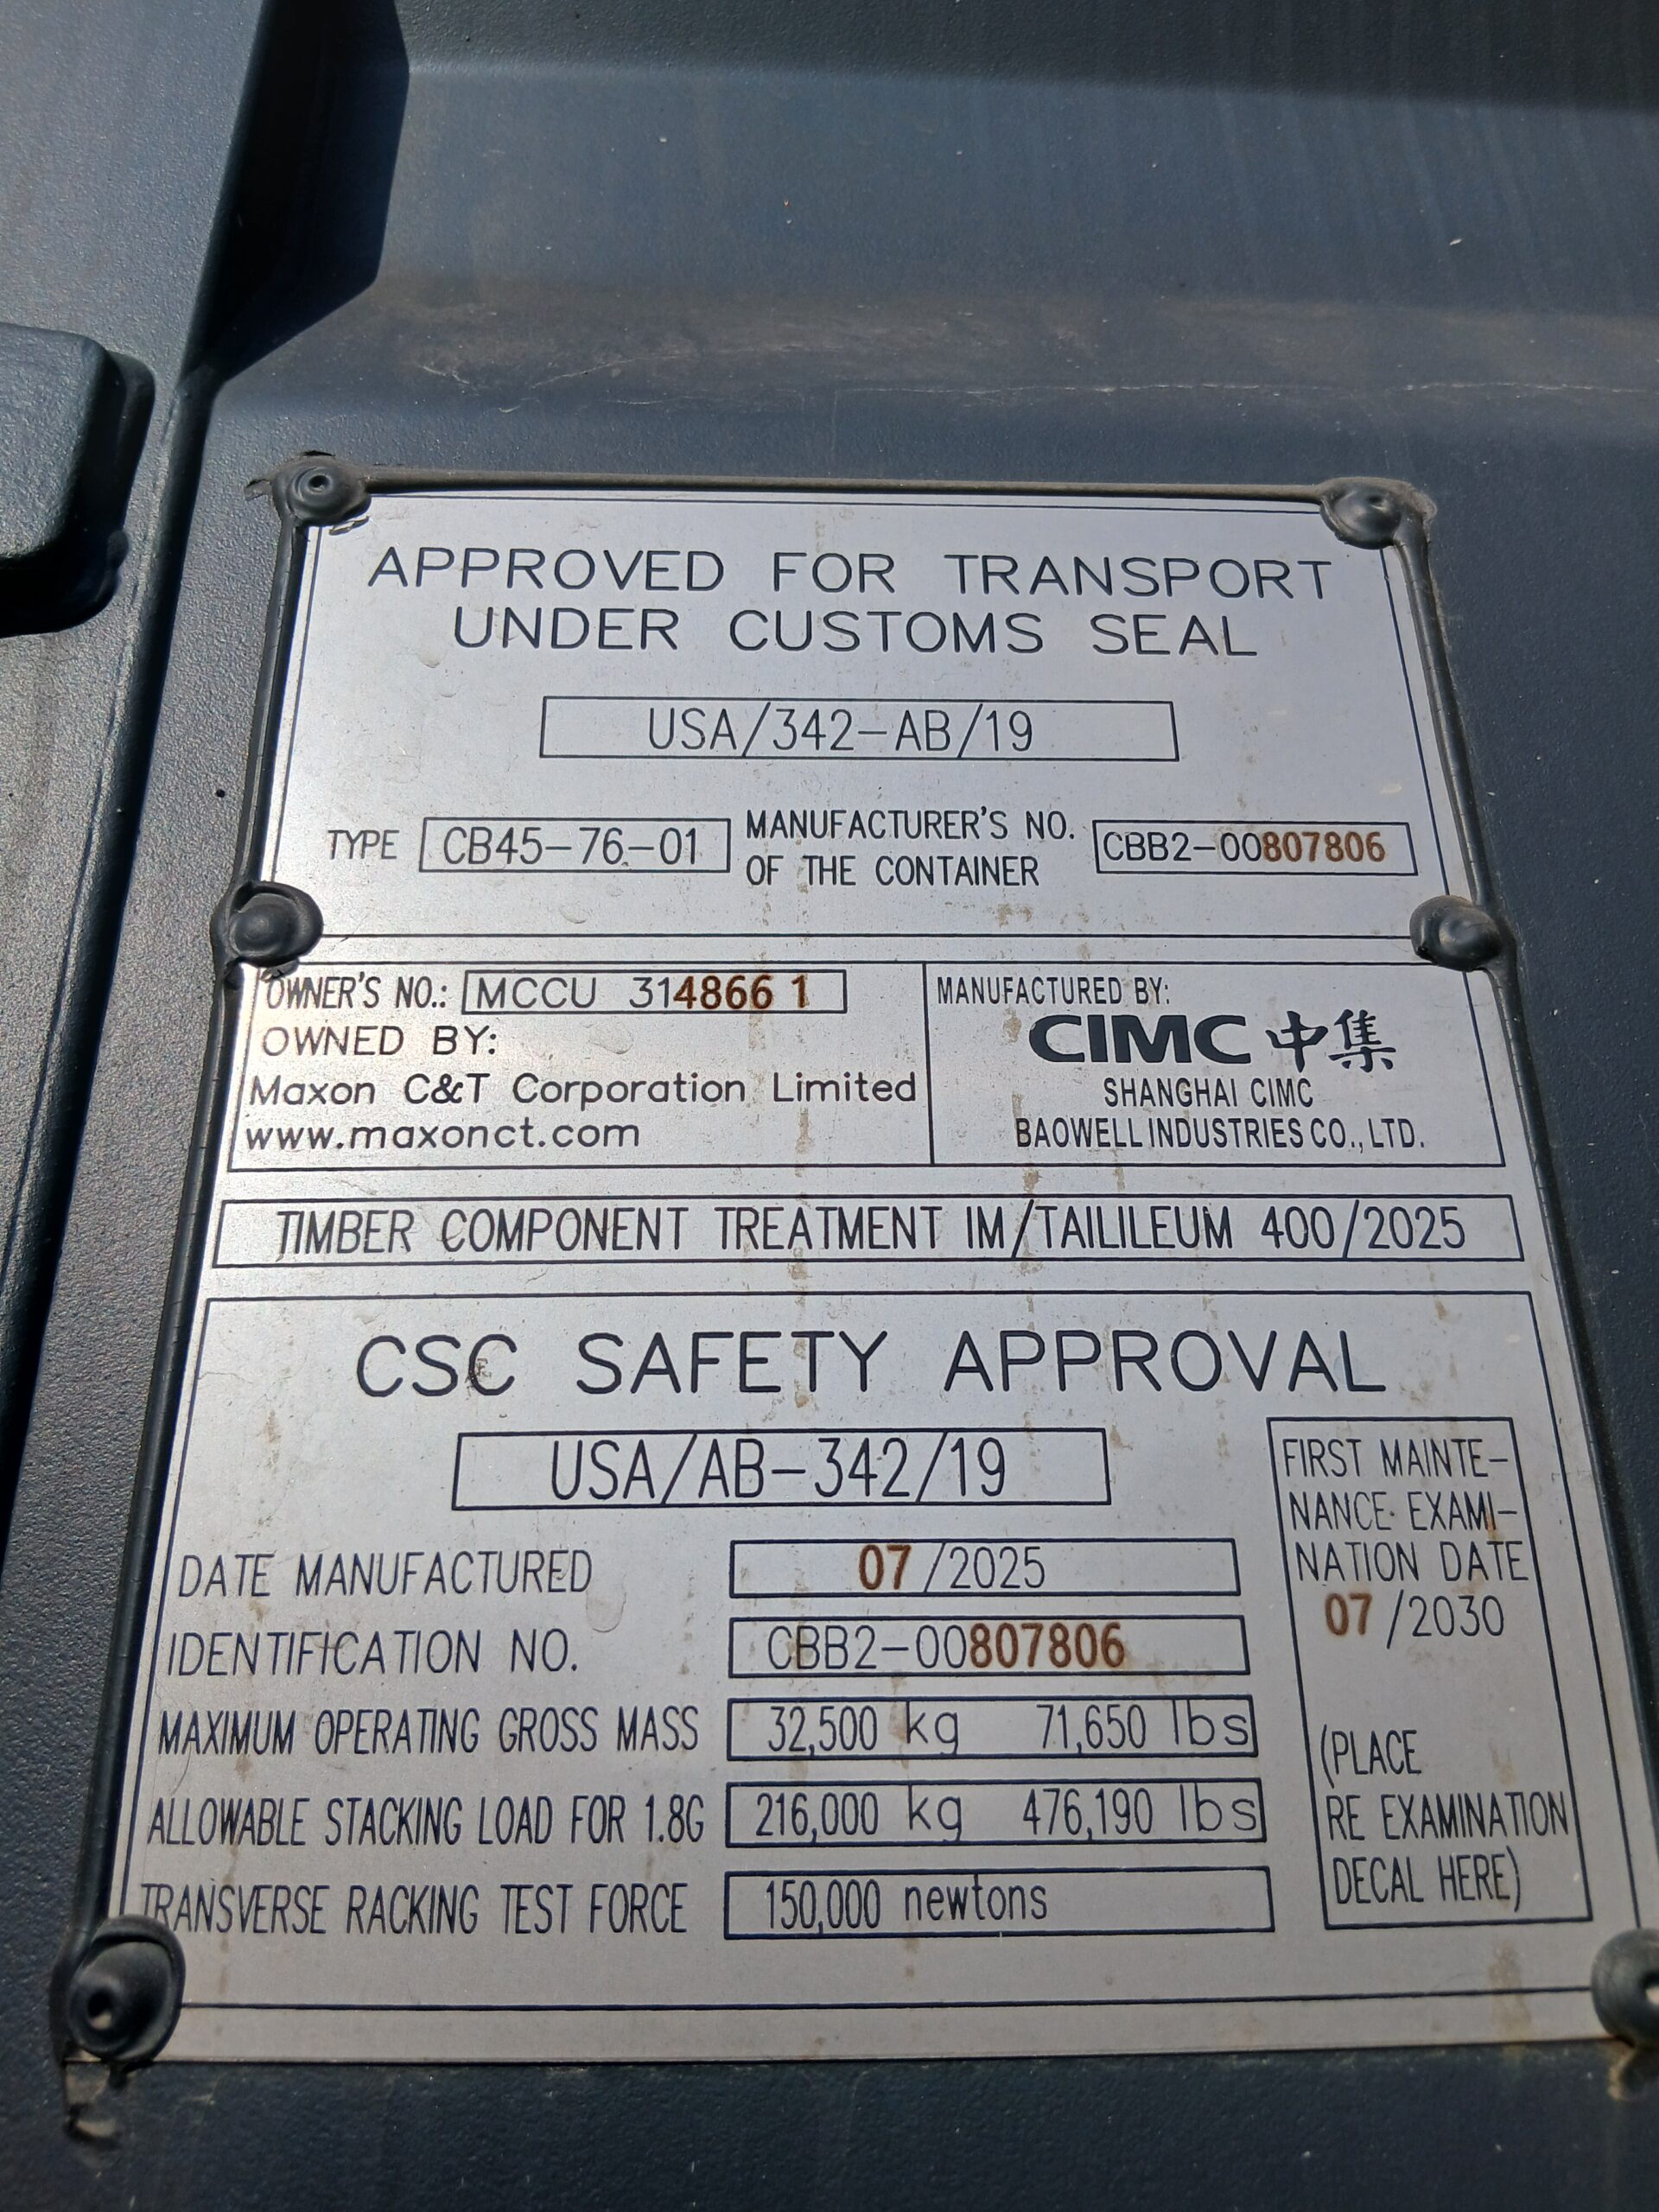 APPROVED FOR TRANSPORT
UNDER CUSTOMS SEAL
USA/342-AB/19
TYPE CB45-76-01 MANUFACTURER'S NO. OF THE CONTAINER CBB2-00807806
OWNER'S NO.: MCCU 314866 1
OWNED BY:
Maxon C&T Corporation Limited
www.maxonct.com
MANUFACTURED BY:
CIMC 中集
SHANGHAI CIMC
BAOWELL INDUSTRIES CO., LTD.
TIMBER COMPONENT TREATMENT IM/TAILILEUM 400/2025
CSC SAFETY APPROVAL
USA/AB-342/19
DATE MANUFACTURED 07/2025
IDENTIFICATION NO. CBB2-00807806
MAXIMUM OPERATING GROSS MASS 32,500 kg 71,650 lbs
ALLOWABLE STACKING LOAD FOR 1.8G 216,000 kg 476,190 lbs
TRANSVERSE RACKING TEST FORCE 150,000 newtons
FIRST MAINTE-
NANCE EXAMI-
NATION DATE
07/2030
(PLACE
RE EXAMINATION
DECAL HERE)